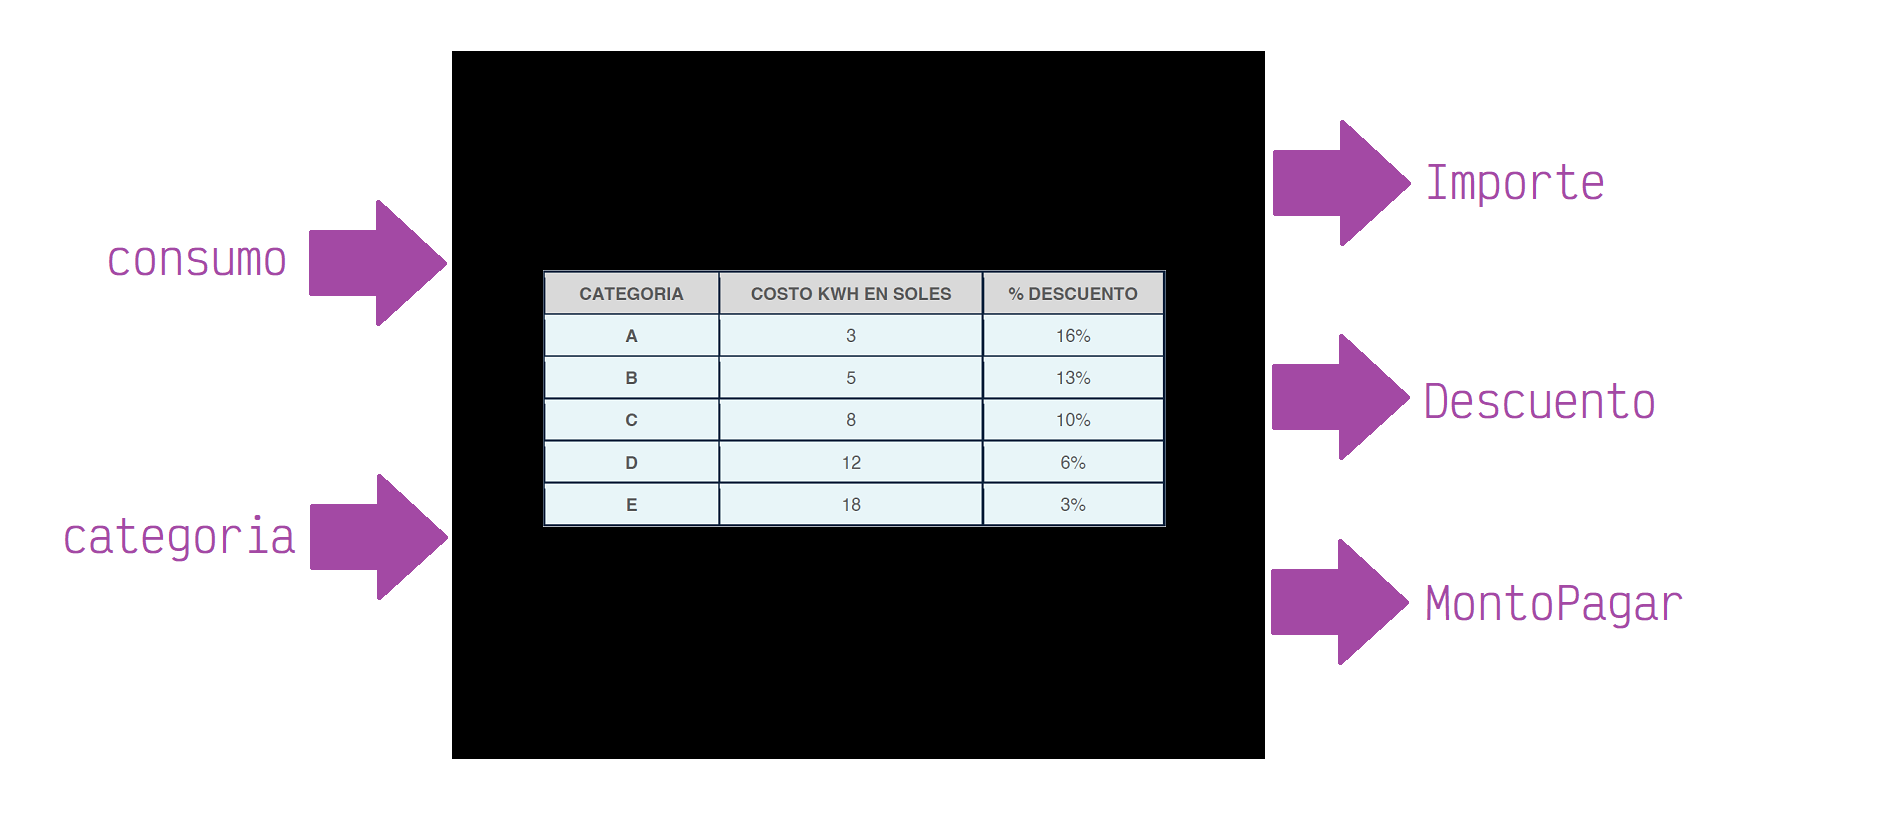 consumo
categoria
CATEGORIA COSTO KWH EN SOLES % DESCUENTO
A 3 16%
B 5 13%
C 8 10%
D 12 6%
E 18 3%
Importe
Descuento
MontoPagar